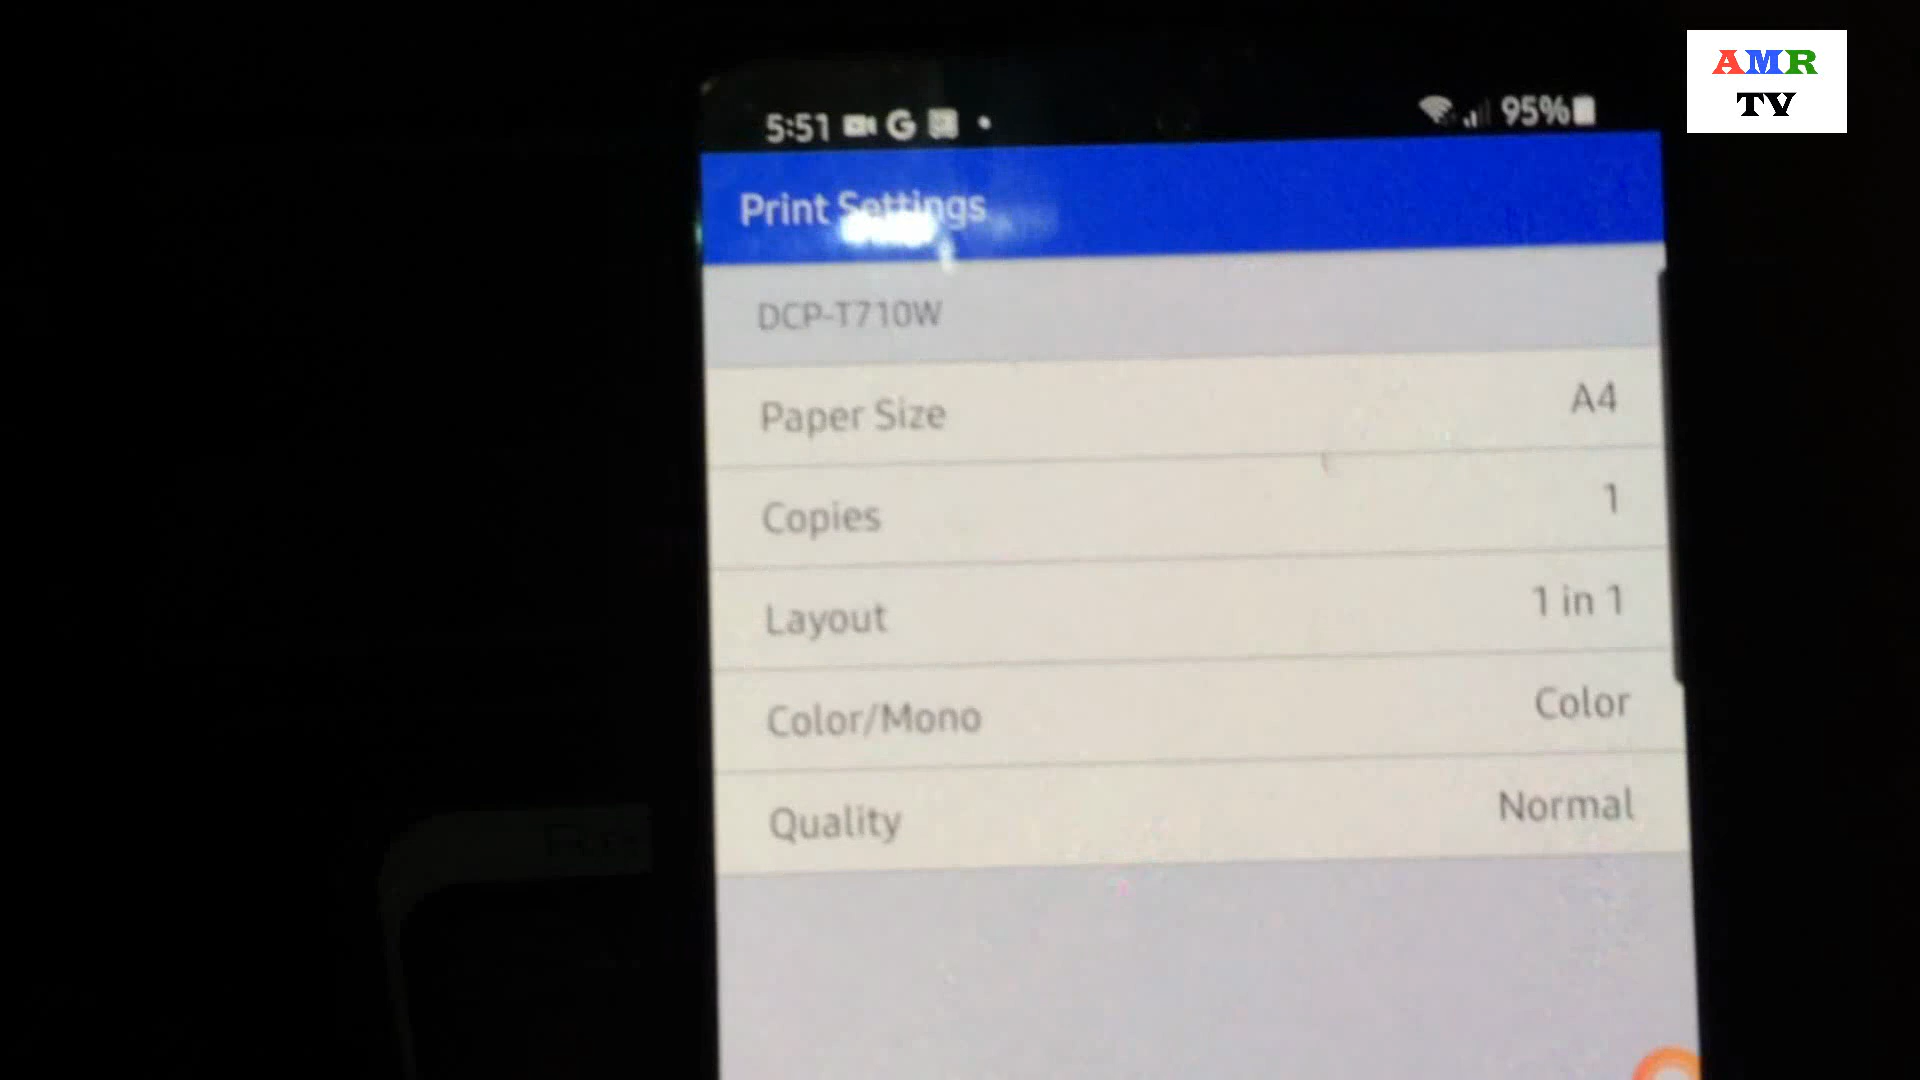 AMR
TV
5:51
95%
Print Settings
DCP-T710W
Paper Size A4
Copies 1
Layout 1 in 1
Color/Mono Color
Quality Normal